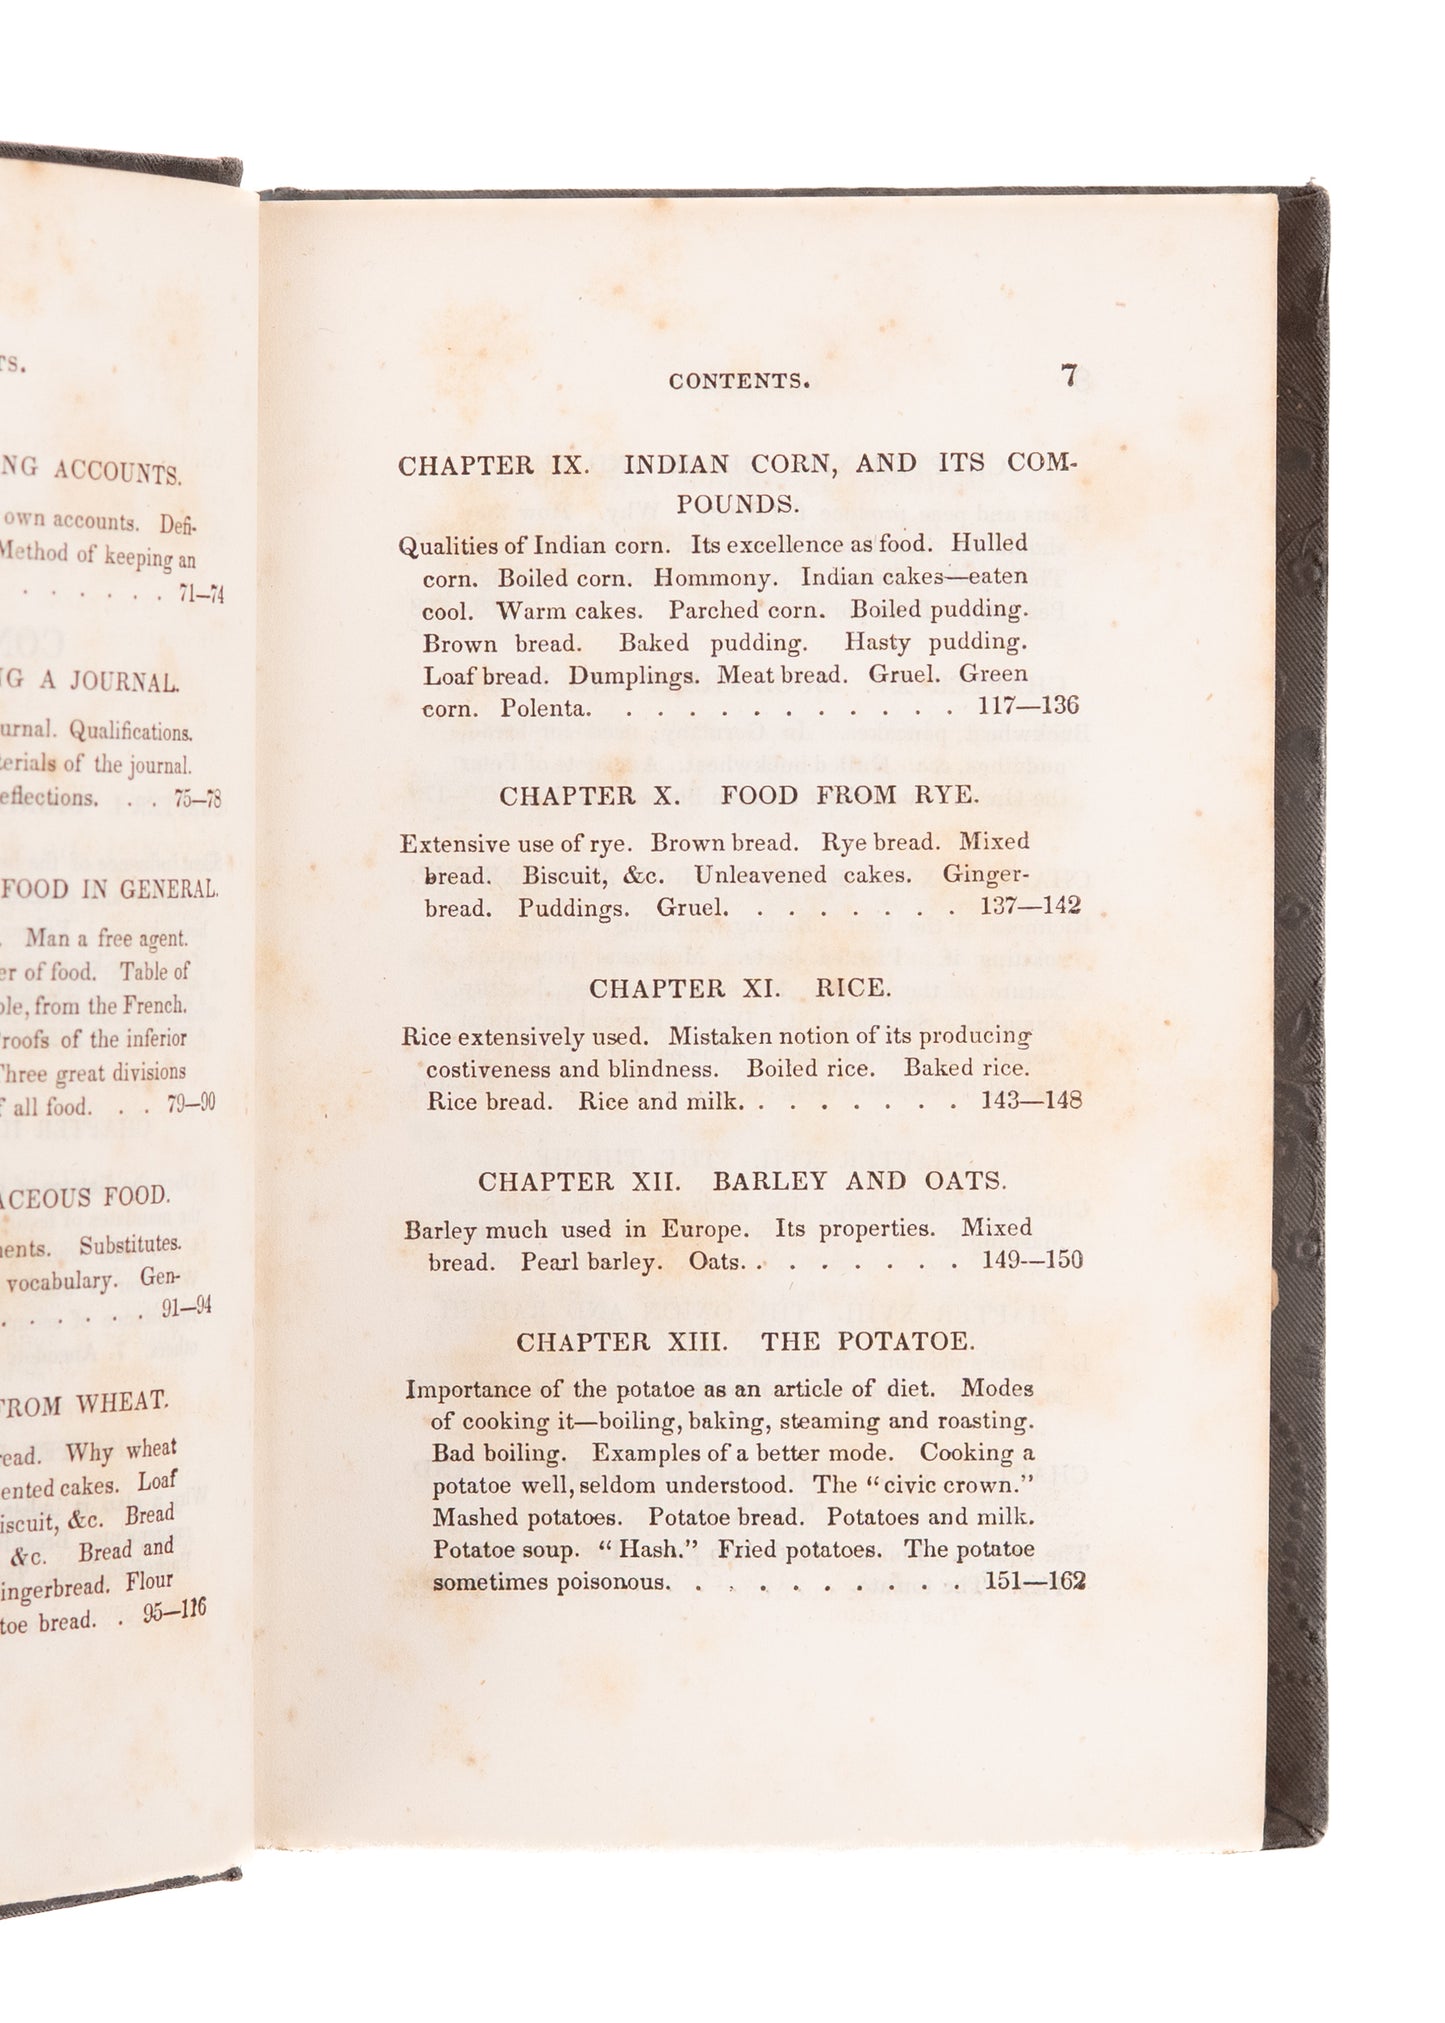 TS.
NG ACCOUNTS.
own accounts. Defi-
Method of keeping an
. . . . . . . 71—74
NG A JOURNAL.
urnal. Qualifications.
terials of the journal.
eflections. . . 75—78
FOOD IN GENERAL.
. Man a free agent.
er of food. Table of
ble, from the French.
Proofs of the inferior
Three great divisions
f all food. . . 79—90
ACEOUS FOOD.
nents. Substitutes.
vocabulary. Gen-
. . . . . . 91—94
FROM WHEAT.
read. Why wheat
ented cakes. Loaf
iscuit, &c. Bread
&c. Bread and
ingerbread. Flour
toe bread. . 95—116
CONTENTS. 7
CHAPTER IX. INDIAN CORN, AND ITS COM-
POUNDS.
Qualities of Indian corn. Its excellence as food. Hulled
corn. Boiled corn. Hommony. Indian cakes—eaten
cool. Warm cakes. Parched corn. Boiled pudding.
Brown bread. Baked pudding. Hasty pudding.
Loaf bread. Dumplings. Meat bread. Gruel. Green
corn. Polenta. . . . . . . . . . . . 117—136
CHAPTER X. FOOD FROM RYE.
Extensive use of rye. Brown bread. Rye bread. Mixed
bread. Biscuit, &c. Unleavened cakes. Ginger-
bread. Puddings. Gruel. . . . . . . . 137—142
CHAPTER XI. RICE.
Rice extensively used. Mistaken notion of its producing
costiveness and blindness. Boiled rice. Baked rice.
Rice bread. Rice and milk. . . . . . . . 143—148
CHAPTER XII. BARLEY AND OATS.
Barley much used in Europe. Its properties. Mixed
bread. Pearl barley. Oats. . . . . . . . 149—150
CHAPTER XIII. THE POTATOE.
Importance of the potatoe as an article of diet. Modes
of cooking it—boiling, baking, steaming and roasting.
Bad boiling. Examples of a better mode. Cooking a
potatoe well, seldom understood. The “civic crown.”
Mashed potatoes. Potatoe bread. Potatoes and milk.
Potatoe soup. “Hash.” Fried potatoes. The potatoe
sometimes poisonous. . . . . . . . . . 151—162